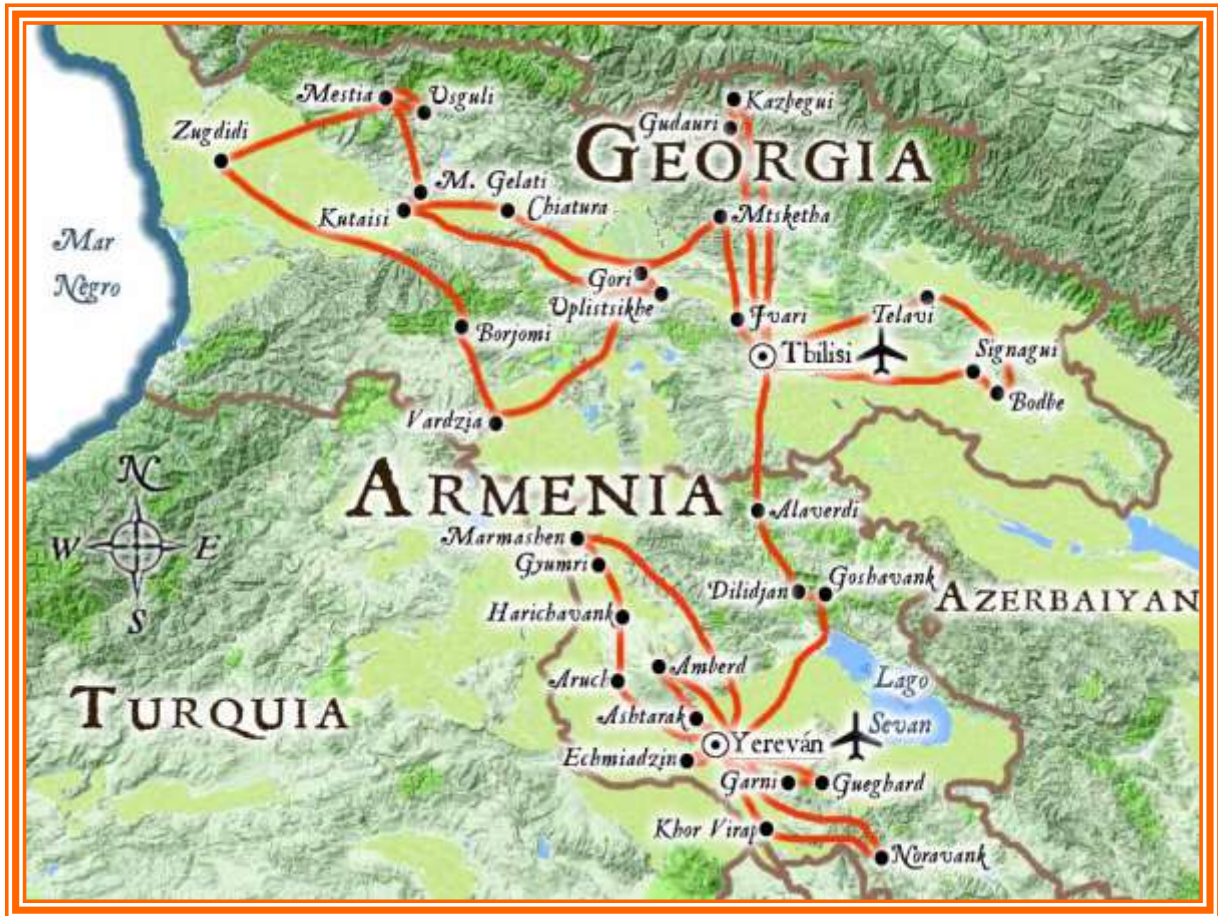 Mestia
Usguli
Kazbegui
Gudauri
Zugdidi
GEORGIA
M. Gelati
Kutaisi
Chiatura
Mtsketha
Mar
Negro
Gori
Uplistsikhe
Borjomi
Jvari
Telavi
Tbilisi
Signagui
Bodbe
Vardzia
N
W
E
S
ARMENIA
Alaverdi
Marmashen
Gyumri
Dilidjan
Goshavank
AZERBAIYAN
Harichavank
Amberd
Aruch
Lago
Sevan
TURQUIA
Ashtarak
Yereván
Echmiadzin
Garni
Gueghard
Khor Virap
Noravank